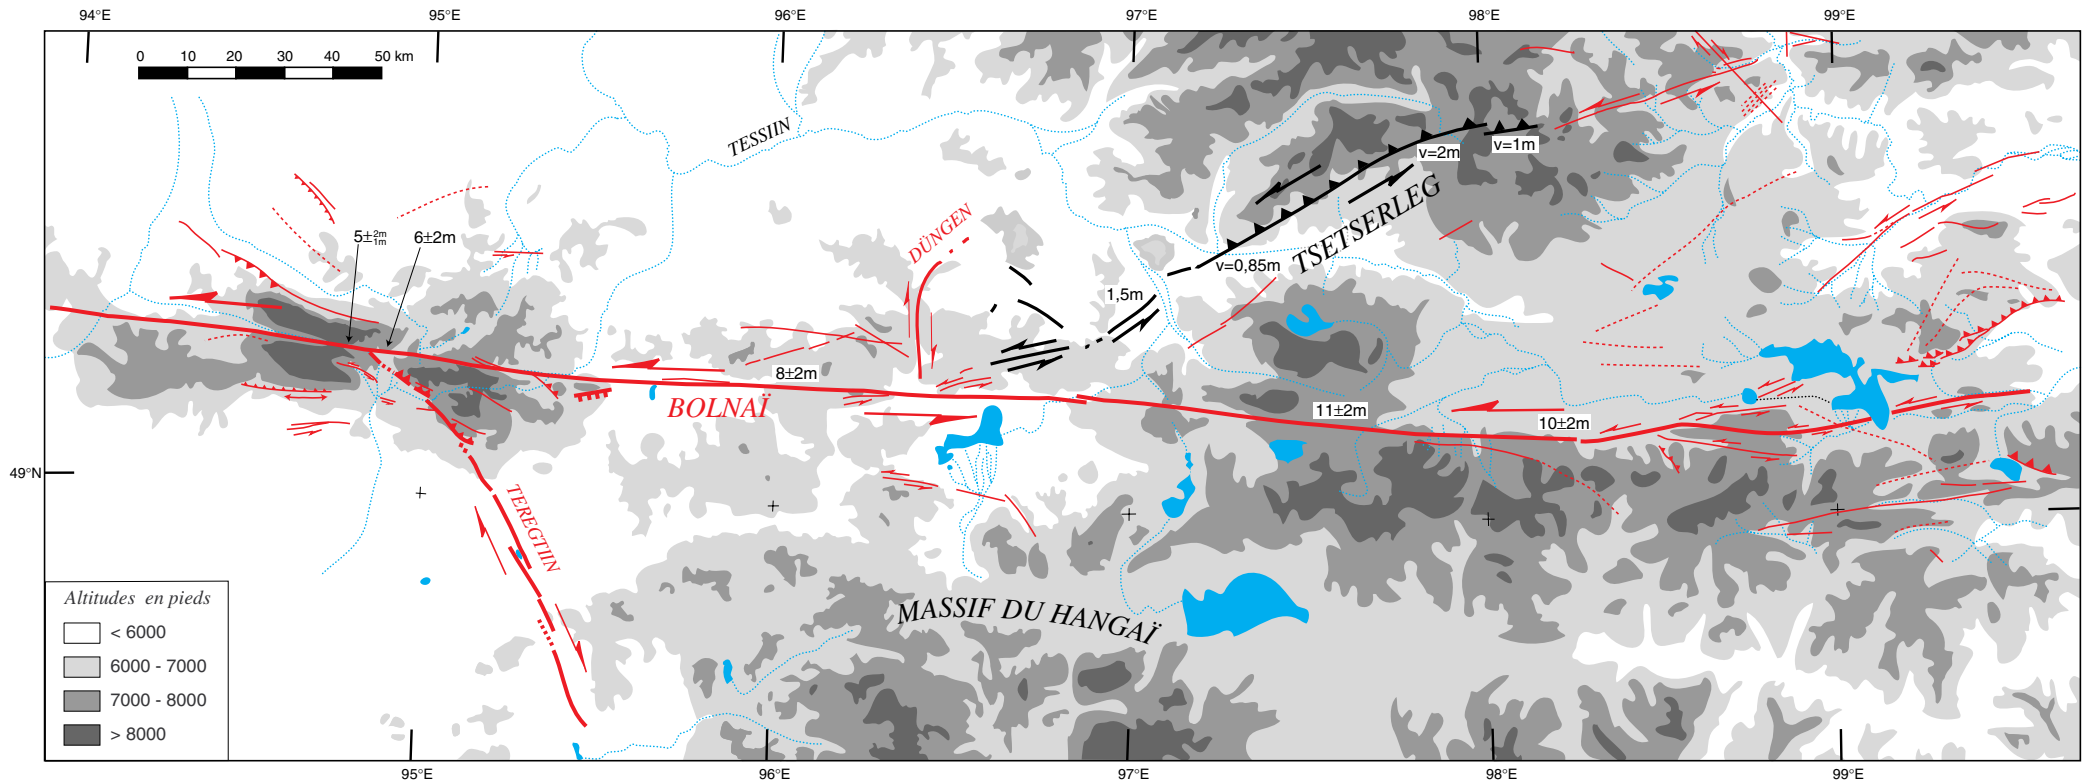 94°E 95°E 96°E 97°E 98°E 99°E
0 10 20 30 40 50 km
TESSIIN
v=2m
v=1m
TSETSERLEG
v=0,85m
DÜNGEN
5±2m1m
6±2m
1,5m
8±2m
BOLNAÏ
11±2m
10±2m
49°N
TEREGTIIN
MASSIF DU HANGAÏ
Altitudes en pieds
< 6000
6000 - 7000
7000 - 8000
> 8000
95°E 96°E 97°E 98°E 99°E